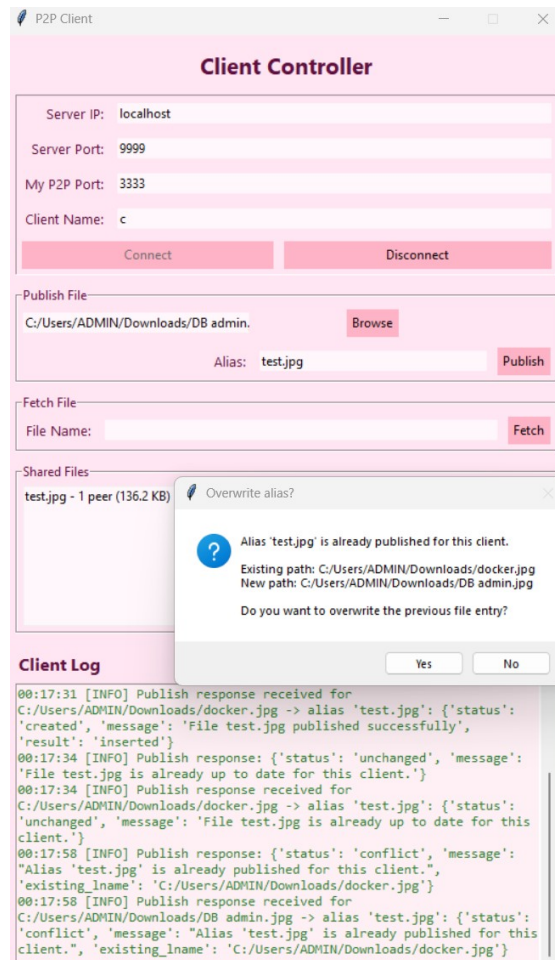 P2P Client
Client Controller
Server IP: localhost
Server Port: 9999
My P2P Port: 3333
Client Name: c
Connect Disconnect
Publish File
C:/Users/ADMIN/Downloads/DB admin. Browse
Alias: test.jpg Publish
Fetch File
File Name: Fetch
Shared Files
test.jpg - 1 peer (136.2 KB)
Overwrite alias?
Alias 'test.jpg' is already published for this client.
Existing path: C:/Users/ADMIN/Downloads/docker.jpg
New path: C:/Users/ADMIN/Downloads/DB admin.jpg
Do you want to overwrite the previous file entry?
Yes No
Client Log
00:17:31 [INFO] Publish response received for
C:/Users/ADMIN/Downloads/docker.jpg -> alias 'test.jpg': {'status':
'created', 'message': 'File test.jpg published successfully',
'result': 'inserted'}
00:17:34 [INFO] Publish response: {'status': 'unchanged', 'message':
'File test.jpg is already up to date for this client.'}
00:17:34 [INFO] Publish response received for
C:/Users/ADMIN/Downloads/docker.jpg -> alias 'test.jpg': {'status':
'unchanged', 'message': 'File test.jpg is already up to date for this
client.'}
00:17:58 [INFO] Publish response: {'status': 'conflict', 'message':
"Alias 'test.jpg' is already published for this client.",
'existing_lname': 'C:/Users/ADMIN/Downloads/docker.jpg'}
00:17:58 [INFO] Publish response received for
C:/Users/ADMIN/Downloads/DB admin.jpg -> alias 'test.jpg': {'status':
'conflict', 'message': "Alias 'test.jpg' is already published for this
client.", 'existing_lname': 'C:/Users/ADMIN/Downloads/docker.jpg'}